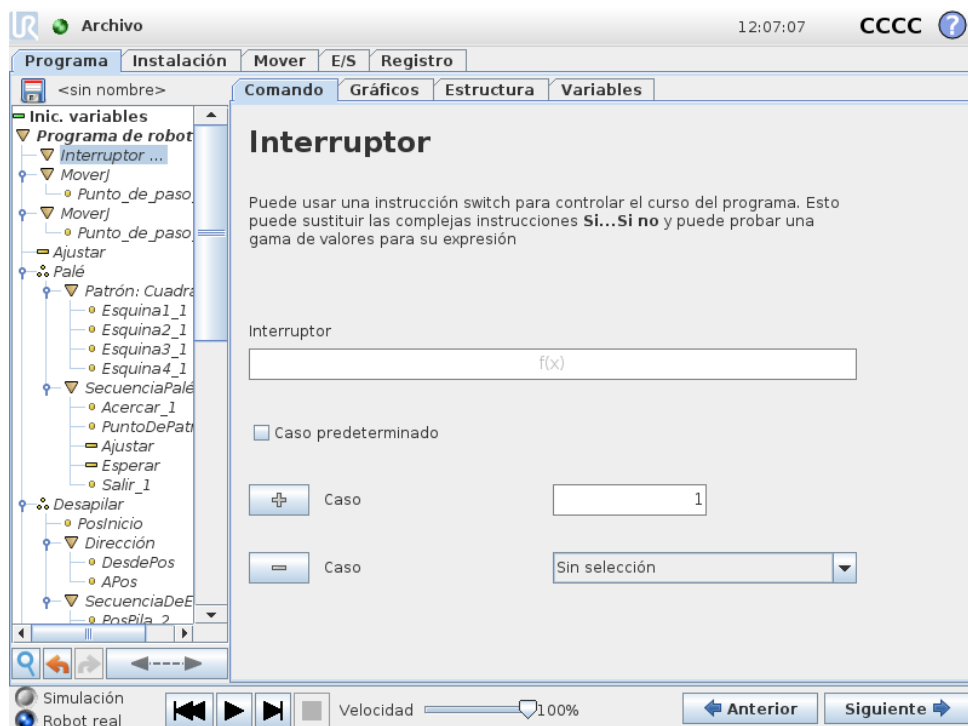 UR Archivo 12:07:07 CCCC ?
Programa Instalación Mover E/S Registro
<sin nombre>
Comando Gráficos Estructura Variables
Inic. variables
Programa de robot
Interruptor ...
MoverJ
Punto_de_paso
MoverJ
Punto_de_paso
Ajustar
Palé
Patrón: Cuadra
Esquina1_1
Esquina2_1
Esquina3_1
Esquina4_1
SecuenciaPalé
Acercar_1
PuntoDePatr
Ajustar
Esperar
Salir_1
Desapilar
PosInicio
Dirección
DesdePos
APos
SecuenciaDeE
PosPila_2
Interruptor
Puede usar una instrucción switch para controlar el curso del programa. Esto
puede sustituir las complejas instrucciones Si...Si no y puede probar una
gama de valores para su expresión
Interruptor
f(x)
Caso predeterminado
Caso 1
Caso Sin selección
Simulación
Robot real
Velocidad 100%
Anterior Siguiente